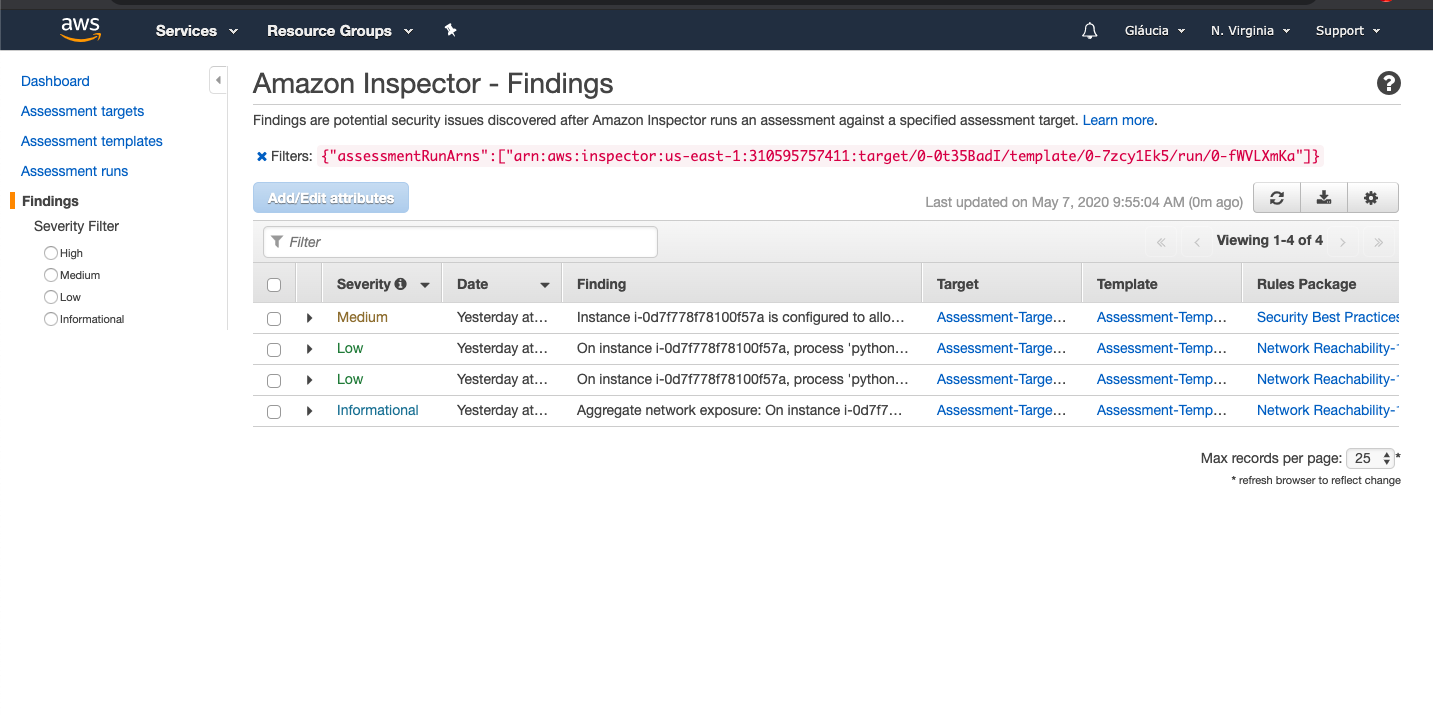 aws Services Resource Groups Gláucia N. Virginia Support
Dashboard
Assessment targets
Assessment templates
Assessment runs
Findings
Severity Filter
High
Medium
Low
Informational
Amazon Inspector - Findings
Findings are potential security issues discovered after Amazon Inspector runs an assessment against a specified assessment target. Learn more.
Filters: {"assessmentRunArns":["arn:aws:inspector:us-east-1:310595757411:target/0-0t35BadI/template/0-7zcy1Ek5/run/0-fWVLXmKa"]}
Add/Edit attributes Last updated on May 7, 2020 9:55:04 AM (0m ago)
Filter « ‹ Viewing 1-4 of 4 › »
Severity Date Finding Target Template Rules Package
Medium Yesterday at… Instance i-0d7f778f78100f57a is configured to allo… Assessment-Targe… Assessment-Temp… Security Best Practices
Low Yesterday at… On instance i-0d7f778f78100f57a, process 'python… Assessment-Targe… Assessment-Temp… Network Reachability-1
Low Yesterday at… On instance i-0d7f778f78100f57a, process 'python… Assessment-Targe… Assessment-Temp… Network Reachability-1
Informational Yesterday at… Aggregate network exposure: On instance i-0d7f7… Assessment-Targe… Assessment-Temp… Network Reachability-1
Max records per page: 25 *
* refresh browser to reflect change